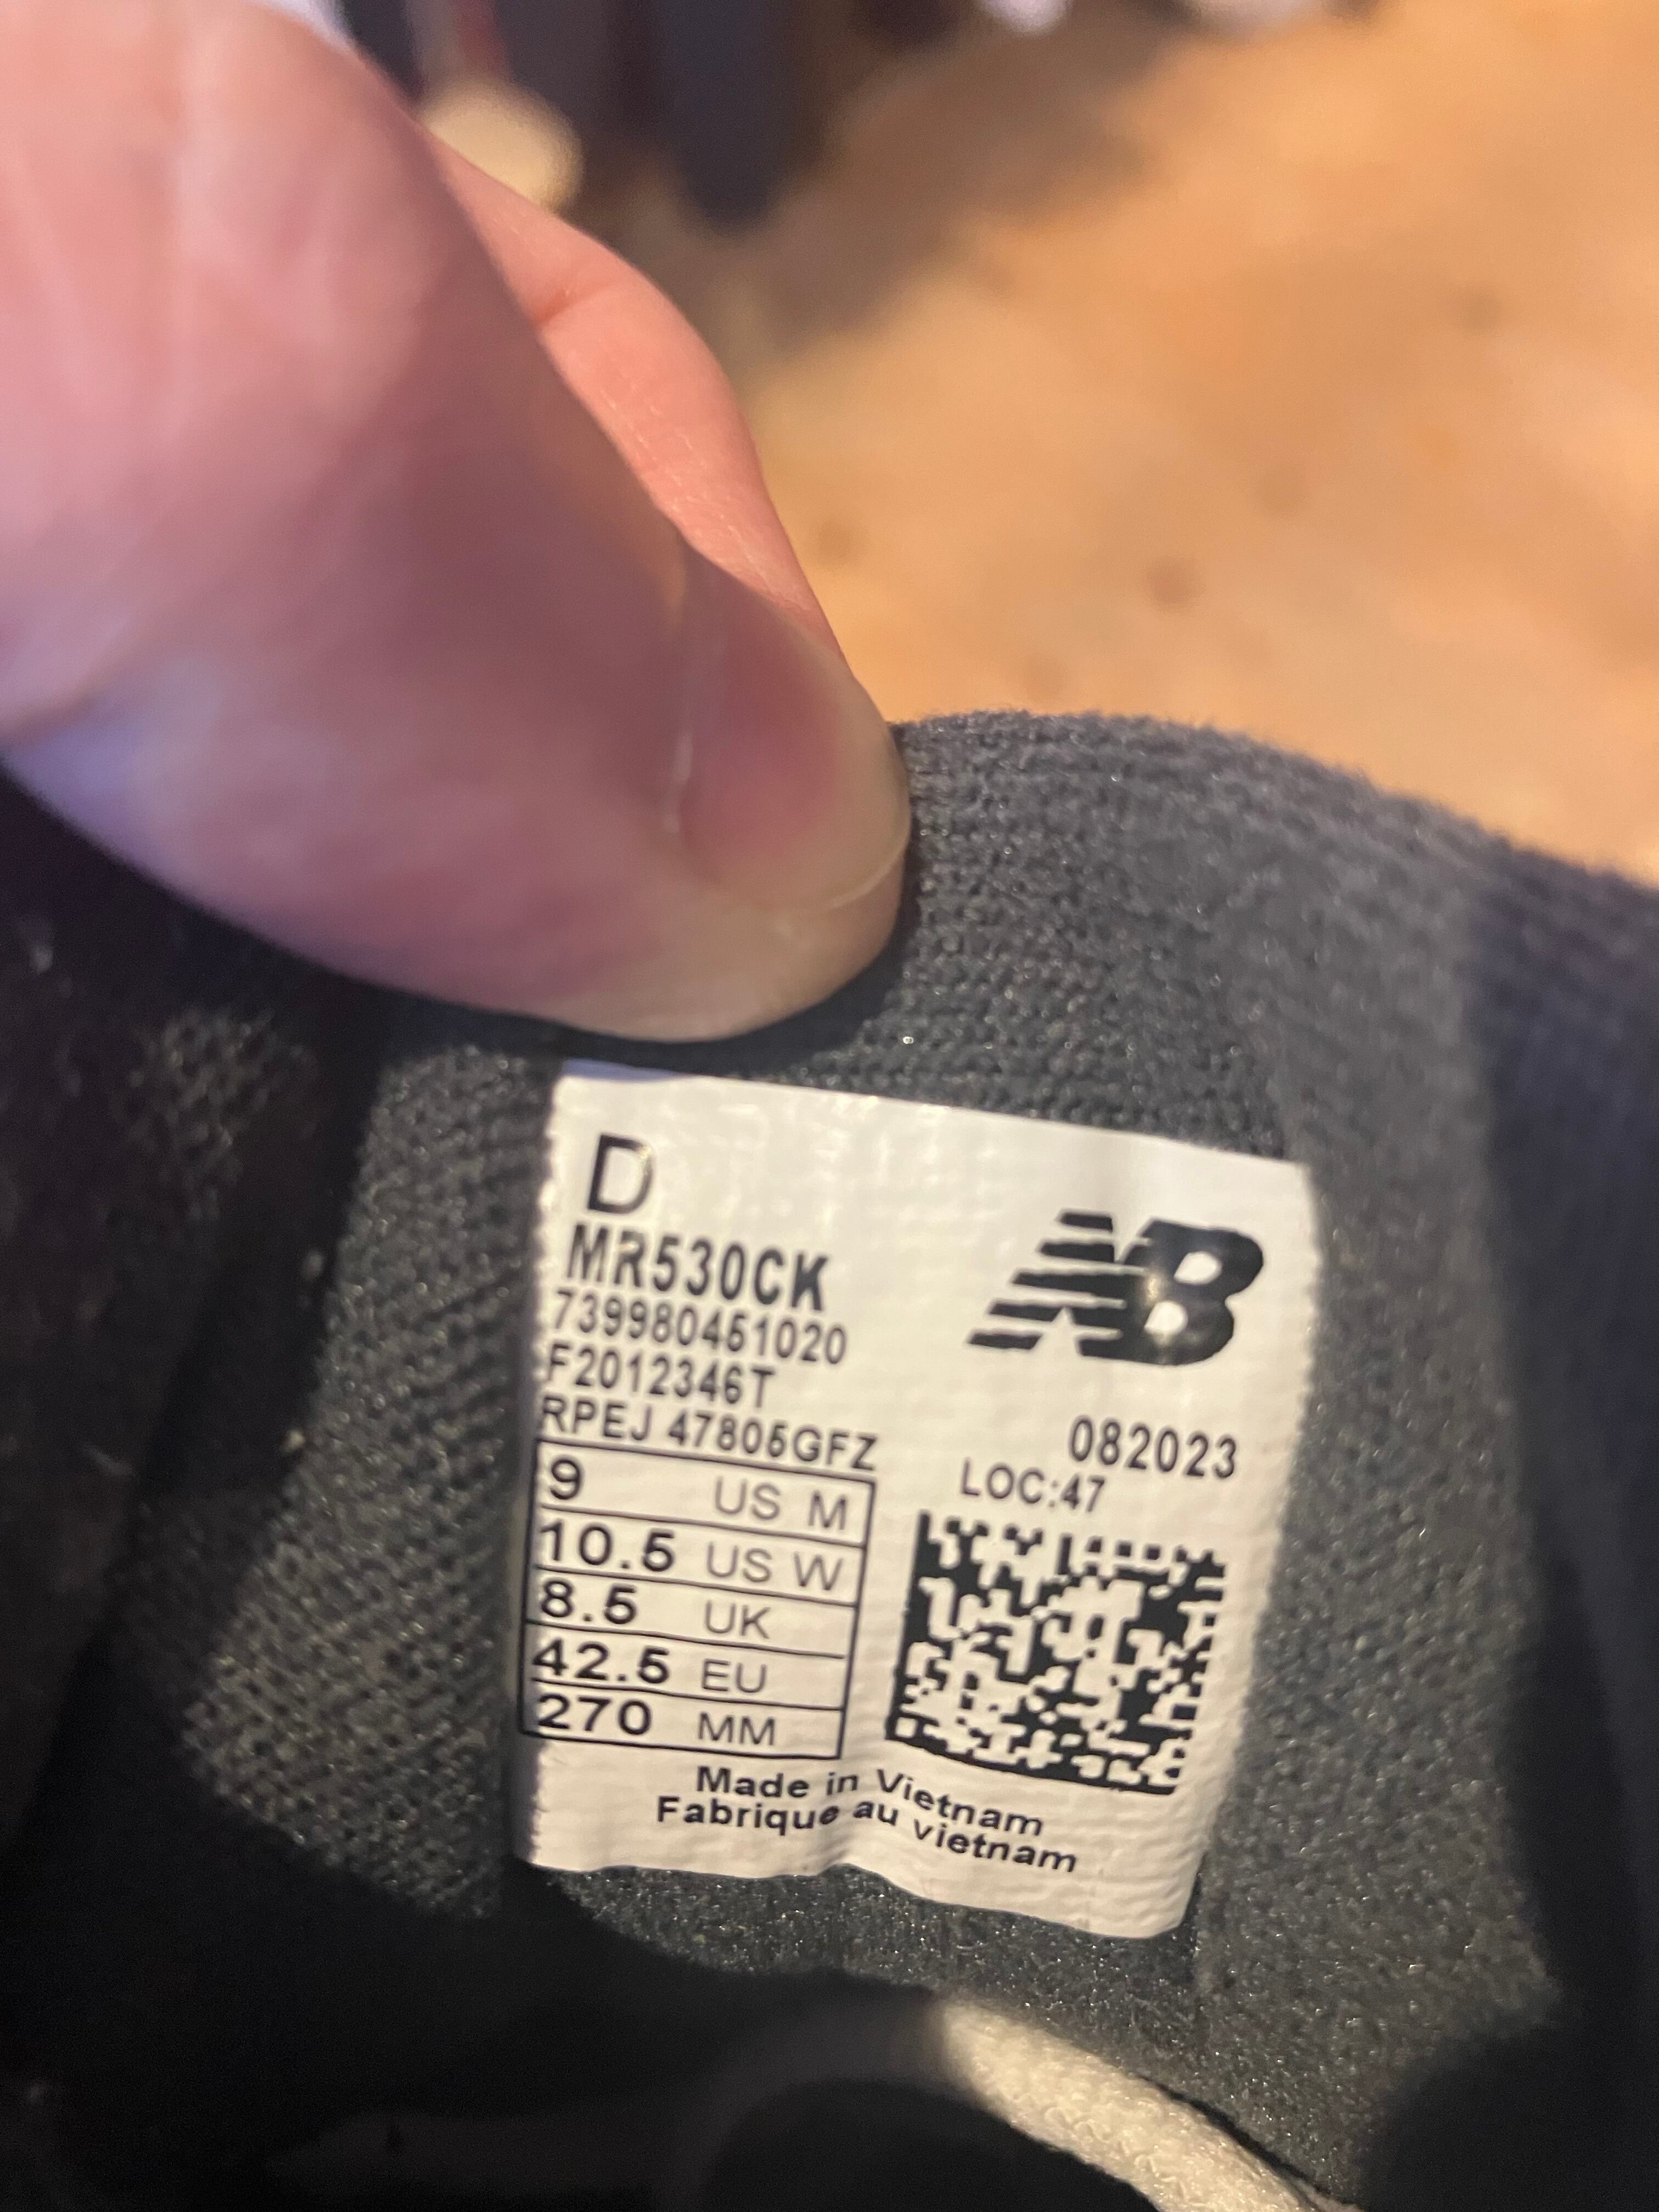 D
MR530CK
NB
739980451020
F2012346T
RPEJ 47805GFZ
082023
LOC:47
9 US M
10.5 US W
8.5 UK
42.5 EU
270 MM
Made in Vietnam
Fabrique au vietnam